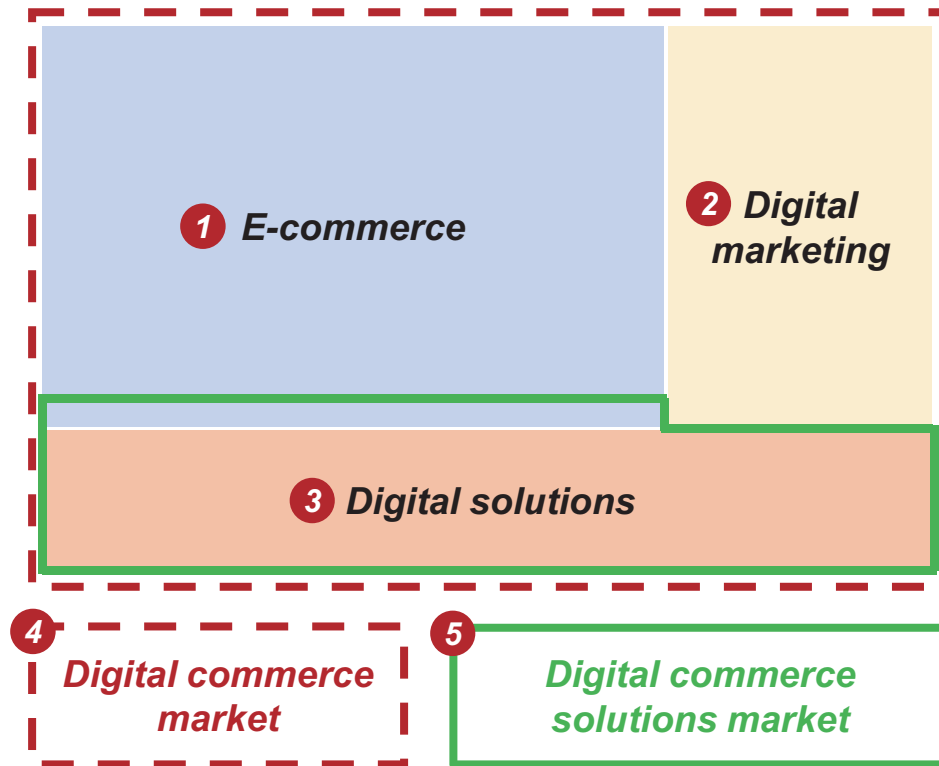 1 E-commerce
2 Digital
marketing
3 Digital solutions
4
Digital commerce
market
5
Digital commerce
solutions market